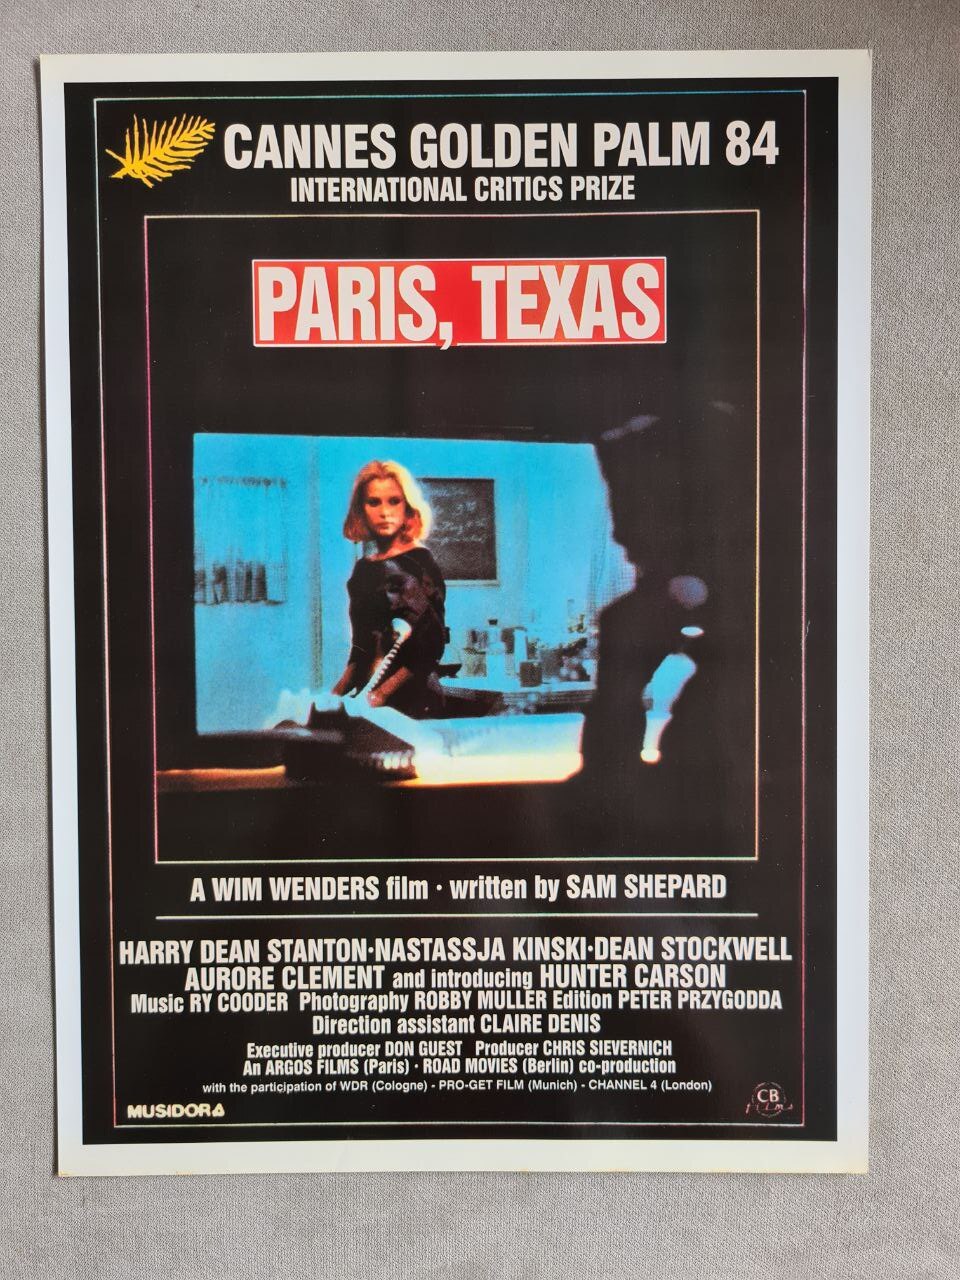 CANNES GOLDEN PALM 84
INTERNATIONAL CRITICS PRIZE
PARIS, TEXAS
A WIM WENDERS film · written by SAM SHEPARD
HARRY DEAN STANTON·NASTASSJA KINSKI·DEAN STOCKWELL
AURORE CLEMENT and introducing HUNTER CARSON
Music RY COODER Photography ROBBY MULLER Edition PETER PRZYGODDA
Direction assistant CLAIRE DENIS
Executive producer DON GUEST Producer CHRIS SIEVERNICH
An ARGOS FILMS (Paris) · ROAD MOVIES (Berlin) co-production
with the participation of WDR (Cologne) - PRO-GET FILM (Munich) - CHANNEL 4 (London)
MUSIDORA
CB
films